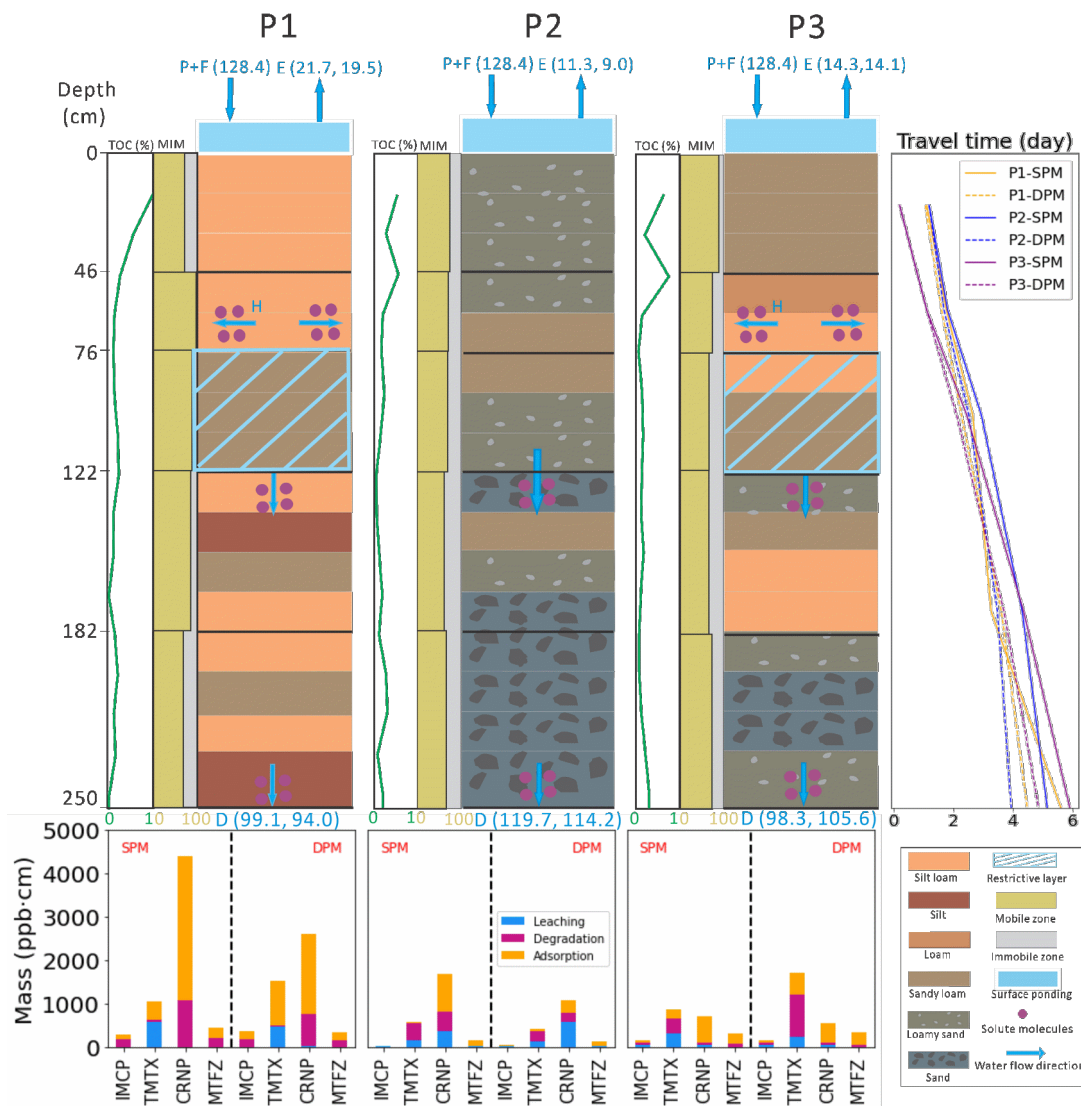 P1 P2 P3
P+F (128.4) E (21.7, 19.5) P+F (128.4) E (11.3, 9.0) P+F (128.4) E (14.3,14.1)
Depth
(cm)
TOC (%) MIM TOC (%) MIM TOC (%) MIM Travel time (day)
0
P1-SPM
P1-DPM
P2-SPM
P2-DPM
P3-SPM
P3-DPM
46
H H
76
122
182
250
0 10 100 0 10 100 0 10 100 0 2 4 6
D (99.1, 94.0) D (119.7, 114.2) D (98.3, 105.6)
Mass (ppb·cm)
5000
4000
3000
2000
1000
0
SPM DPM SPM DPM SPM DPM
Leaching
Degradation
Adsorption
IMCP TMTX CRNP MTFZ IMCP TMTX CRNP MTFZ IMCP TMTX CRNP MTFZ IMCP TMTX CRNP MTFZ IMCP TMTX CRNP MTFZ IMCP TMTX CRNP MTFZ
Silt loam Restrictive layer
Silt Mobile zone
Loam Immobile zone
Sandy loam Surface ponding
Loamy sand Solute molecules
Sand Water flow direction